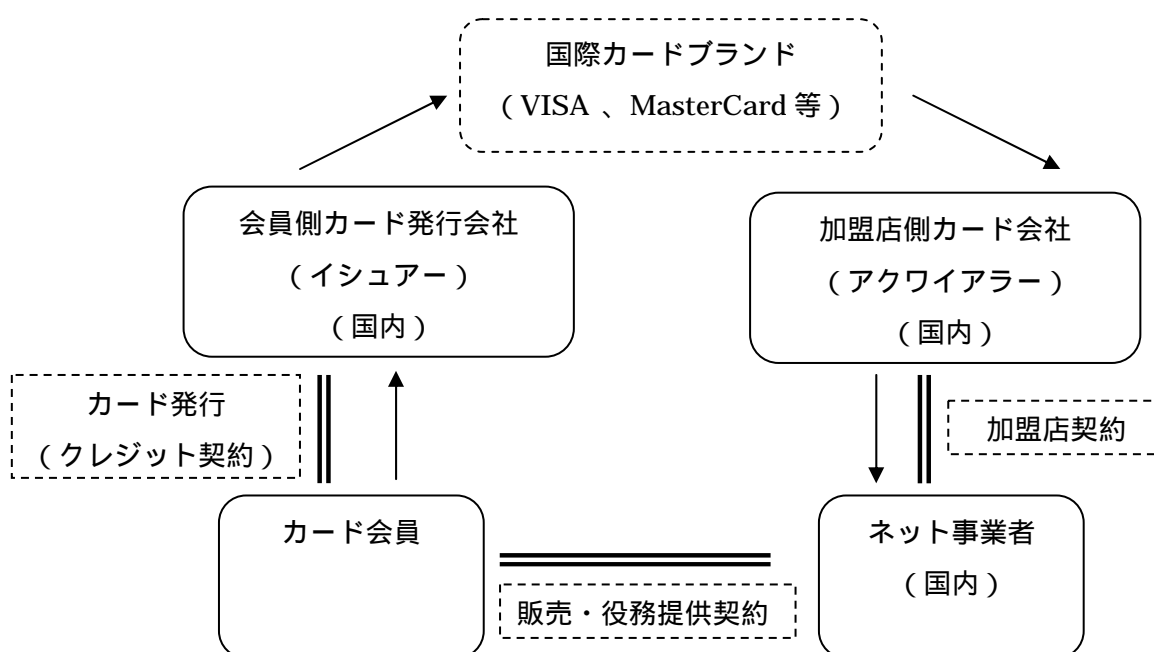 国際カードブランド
（VISA 、MasterCard 等）
会員側カード発行会社
（イシュアー）
（国内）
加盟店側カード会社
（アクワイアラー）
（国内）
カード発行
（クレジット契約）
加盟店契約
カード会員
ネット事業者
（国内）
販売・役務提供契約